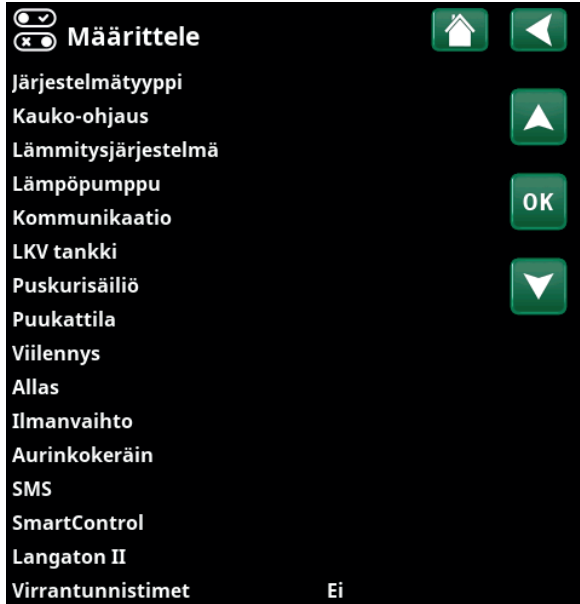 Määrittele
Järjestelmätyyppi
Kauko-ohjaus
Lämmitysjärjestelmä
Lämpöpumppu
OK
Kommunikaatio
LKV tankki
Puskurisäiliö
Puukattila
Viilennys
Allas
Ilmanvaihto
Aurinkokeräin
SMS
SmartControl
Langaton II
Virrantunnistimet Ei